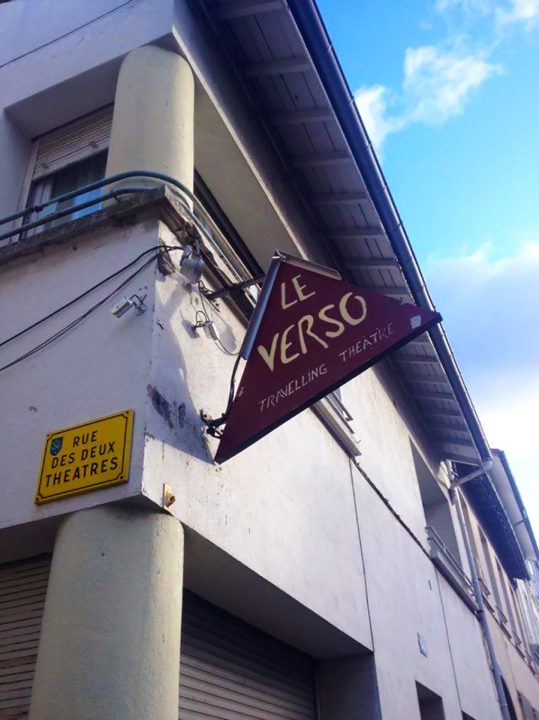 LE
VERSO
TRAVELLING THEATRE
RUE
DES DEUX
THEATRES